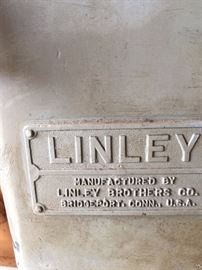 LINLEY
MANUFACTURED BY
LINLEY BROTHERS CO.
BRIDGEPORT, CONN., U.S.A.